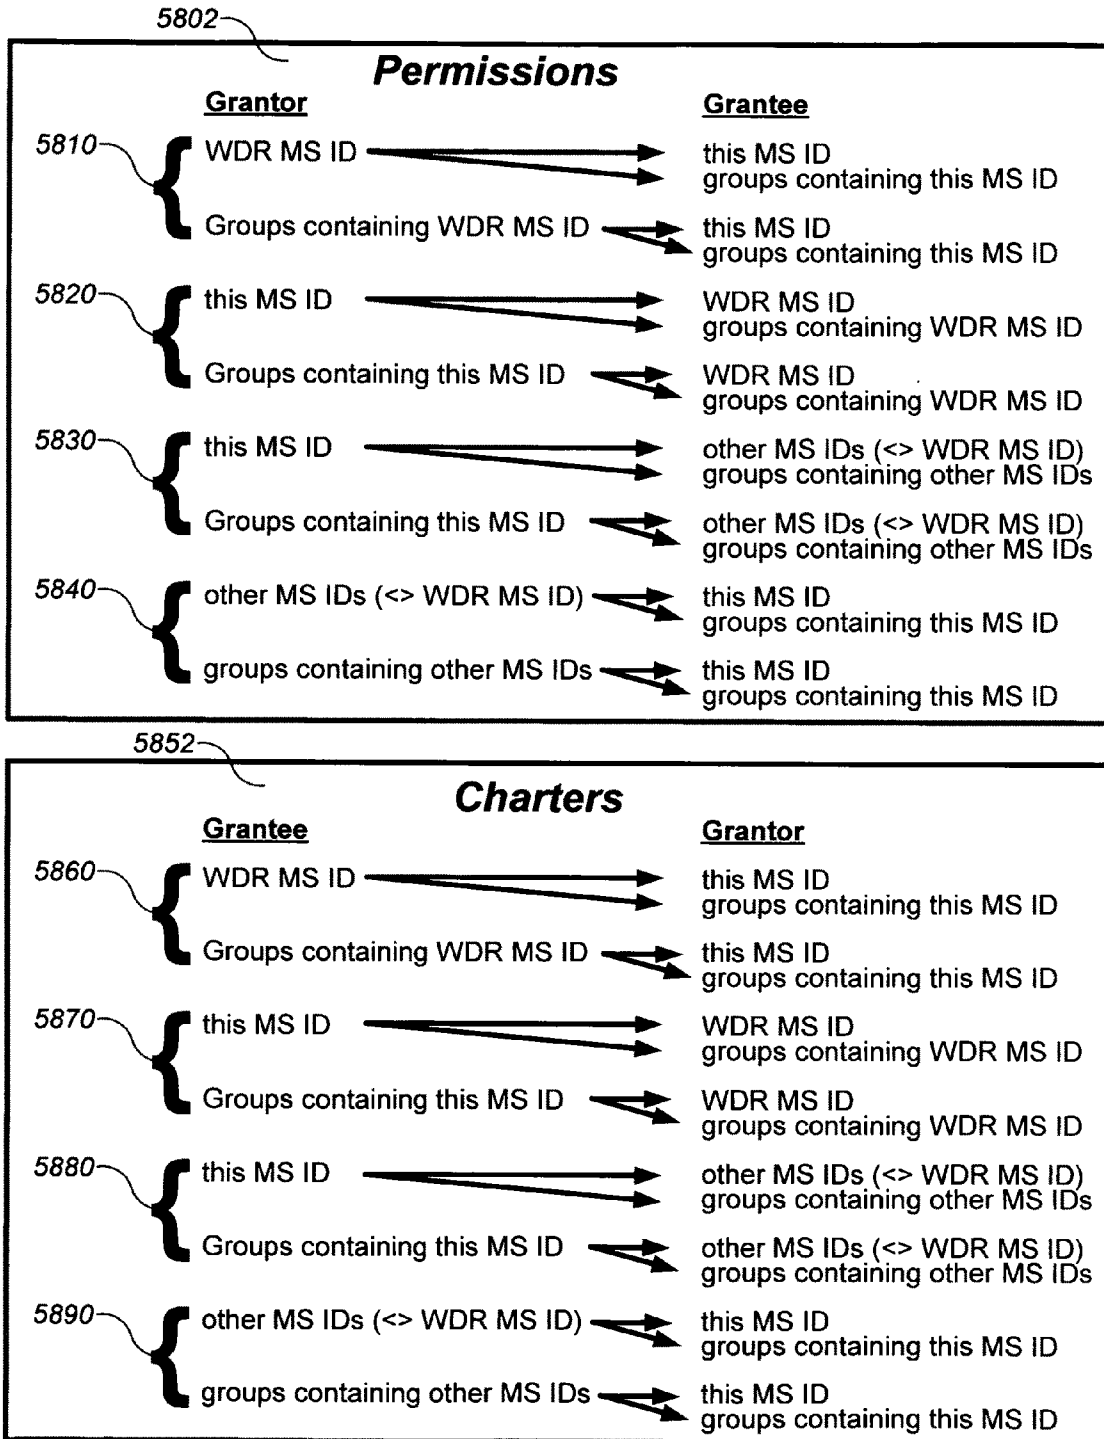 5802
Permissions
Grantor Grantee
5810 WDR MS ID this MS ID
groups containing this MS ID
Groups containing WDR MS ID this MS ID
groups containing this MS ID
5820 this MS ID WDR MS ID
groups containing WDR MS ID
Groups containing this MS ID WDR MS ID
groups containing WDR MS ID
5830 this MS ID other MS IDs (<> WDR MS ID)
groups containing other MS IDs
Groups containing this MS ID other MS IDs (<> WDR MS ID)
groups containing other MS IDs
5840 other MS IDs (<> WDR MS ID) this MS ID
groups containing this MS ID
groups containing other MS IDs this MS ID
groups containing this MS ID
5852
Charters
Grantee Grantor
5860 WDR MS ID this MS ID
groups containing this MS ID
Groups containing WDR MS ID this MS ID
groups containing this MS ID
5870 this MS ID WDR MS ID
groups containing WDR MS ID
Groups containing this MS ID WDR MS ID
groups containing WDR MS ID
5880 this MS ID other MS IDs (<> WDR MS ID)
groups containing other MS IDs
Groups containing this MS ID other MS IDs (<> WDR MS ID)
groups containing other MS IDs
5890 other MS IDs (<> WDR MS ID) this MS ID
groups containing this MS ID
groups containing other MS IDs this MS ID
groups containing this MS ID